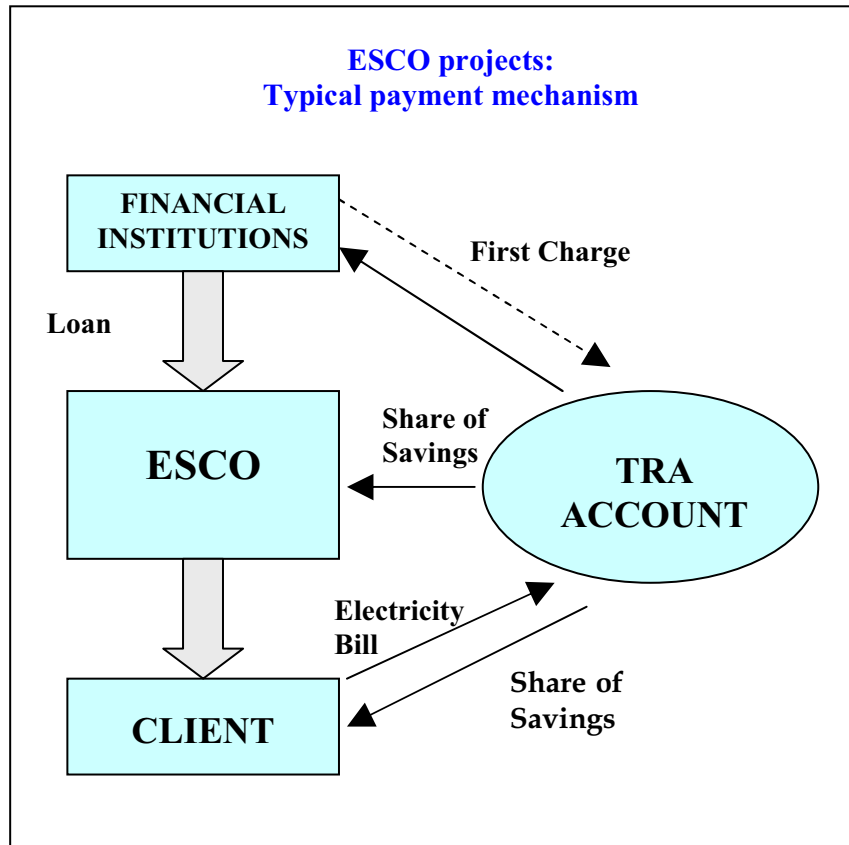 ESCO projects:
Typical payment mechanism
FINANCIAL
INSTITUTIONS
First Charge
Loan
Share of
Savings
ESCO
TRA
ACCOUNT
Electricity
Bill
Share of
Savings
CLIENT